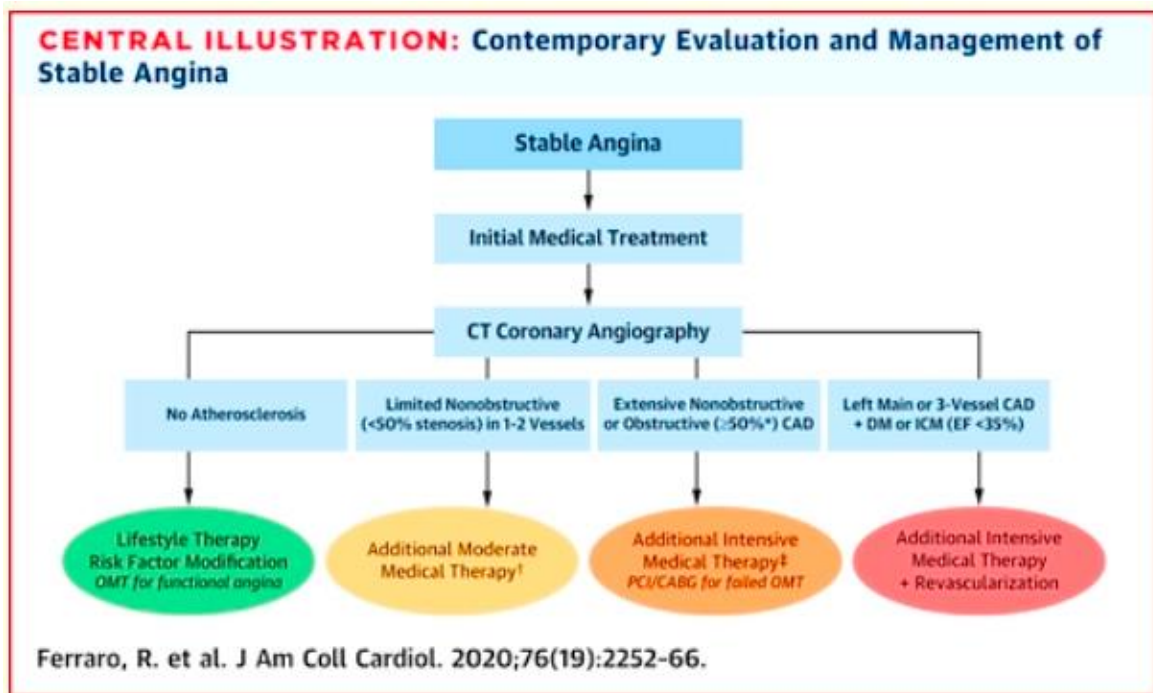 CENTRAL ILLUSTRATION: Contemporary Evaluation and Management of
Stable Angina
Stable Angina
Initial Medical Treatment
CT Coronary Angiography
No Atherosclerosis
Limited Nonobstructive
(<50% stenosis) in 1-2 Vessels
Extensive Nonobstructive
or Obstructive (≥50%*) CAD
Left Main or 3-Vessel CAD
+ DM or ICM (EF <35%)
Lifestyle Therapy
Risk Factor Modification
OMT for functional angina
Additional Moderate
Medical Therapy†
Additional Intensive
Medical Therapy‡
PCI/CABG for failed OMT
Additional Intensive
Medical Therapy
+ Revascularization
Ferraro, R. et al. J Am Coll Cardiol. 2020;76(19):2252-66.